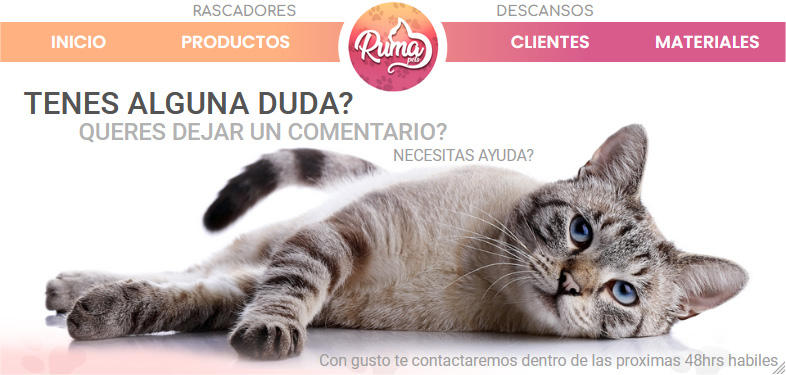 RASCADORES DESCANSOS
INICIO PRODUCTOS CLIENTES MATERIALES
Ruma
pets
TENES ALGUNA DUDA?
QUERES DEJAR UN COMENTARIO?
NECESITAS AYUDA?
Con gusto te contactaremos dentro de las proximas 48hrs habiles